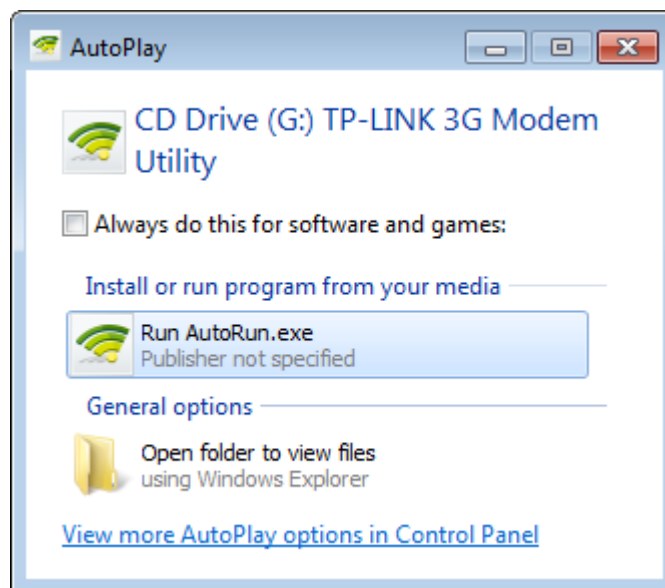 AutoPlay
CD Drive (G:) TP-LINK 3G Modem
Utility
Always do this for software and games:
Install or run program from your media
Run AutoRun.exe
Publisher not specified
General options
Open folder to view files
using Windows Explorer
View more AutoPlay options in Control Panel